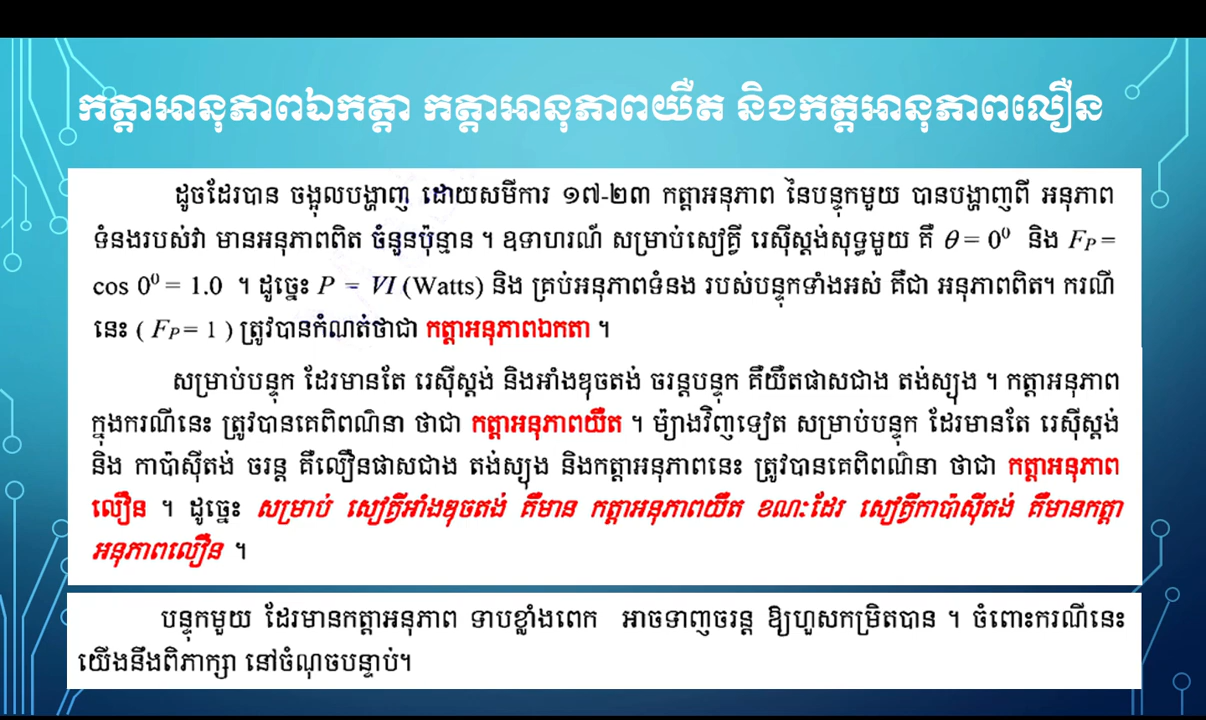 កត្តាអានុភាពឯកត្តា កត្តាអានុភាពយឺត និងកត្តអានុភាពលឿន
ដូចដែរបាន ចង្អុលបង្ហាញ ដោយសមីការ ១៧-២៣ កត្តាអនុភាព នៃបន្ទុកមួយ បានបង្ហាញពី អនុភាព
ទំនងរបស់វា មានអនុភាពពិត ចំនួនប៉ុន្មាន ។ ឧទាហរណ៍ សម្រាប់សៀគ្វី រេស៊ីស្តង់សុទ្ធមួយ គឺ θ = 0⁰ និង F_P =
cos 0⁰ = 1.0 ។ ដូច្នេះ P = VI (Watts) និង គ្រប់អនុភាពទំនង របស់បន្ទុកទាំងអស់ គឺជា អនុភាពពិត។ ករណី
នេះ ( F_P = 1 ) ត្រូវបានកំណត់ថាជា កត្តាអនុភាពឯកតា ។
សម្រាប់បន្ទុក ដែរមានតែ រេស៊ីស្តង់ និងអាំងឌុចតង់ ចរន្តបន្ទុក គឺយឺតផាសជាង តង់ស្យុង ។ កត្តាអនុភាព
ក្នុងករណីនេះ ត្រូវបានគេពិពណ៌នា ថាជា កត្តាអនុភាពយឺត ។ ម៉្យាងវិញទៀត សម្រាប់បន្ទុក ដែរមានតែ រេស៊ីស្តង់
និង កាប៉ាស៊ីតង់ ចរន្ត គឺលឿនផាសជាង តង់ស្យុង និងកត្តាអនុភាពនេះ ត្រូវបានគេពិពណ៌នា ថាជា កត្តាអនុភាព
លឿន ។ ដូច្នេះ សម្រាប់ សៀគ្វីអាំងឌុចតង់ គឺមាន កត្តាអនុភាពយឺត ខណៈដែរ សៀគ្វីកាប៉ាស៊ីតង់ គឺមានកត្តា
អនុភាពលឿន ។
បន្ទុកមួយ ដែរមានកត្តាអនុភាព ទាបខ្លាំងពេក អាចទាញចរន្ត ឱ្យហួសកម្រិតបាន ។ ចំពោះករណីនេះ
យើងនឹងពិភាក្សា នៅចំណុចបន្ទាប់។